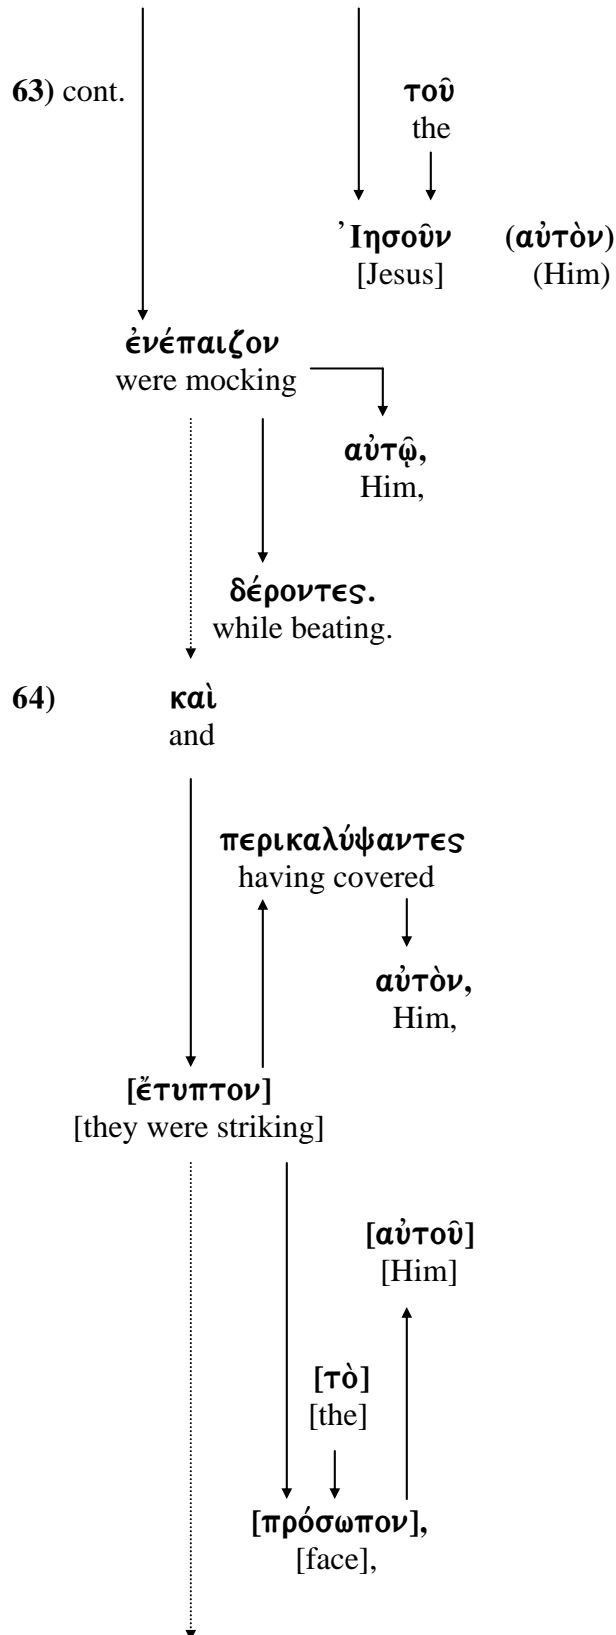 63) cont.
τοῦ
the
Ἰησοῦν (αὐτὸν)
[Jesus] (Him)
ἐνέπαιζον
were mocking
αὐτῷ,
Him,
δέροντες.
while beating.
64) καὶ
and
περικαλύψαντες
having covered
αὐτὸν,
Him,
[ἔτυπτον]
[they were striking]
[αὐτοῦ]
[Him]
[τὸ]
[the]
[πρόσωπον],
[face],